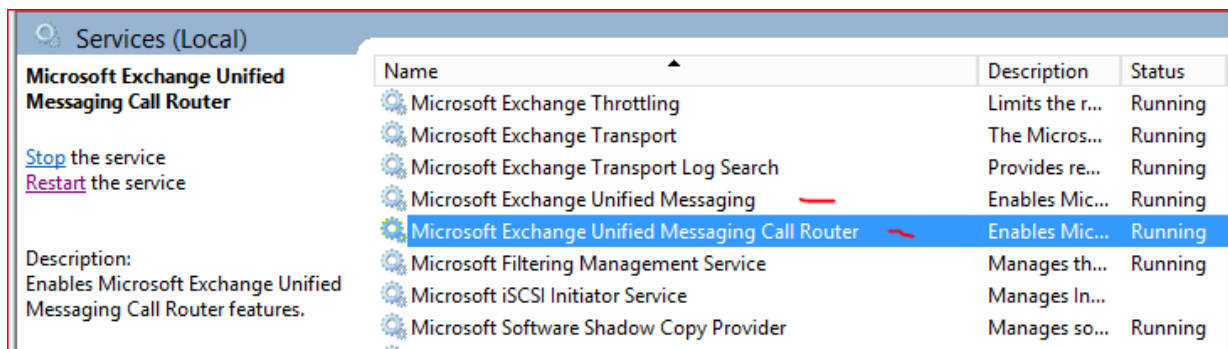 Services (Local)
Microsoft Exchange Unified
Messaging Call Router
Stop the service
Restart the service
Description:
Enables Microsoft Exchange Unified
Messaging Call Router features.
Name Description Status
Microsoft Exchange Throttling Limits the r... Running
Microsoft Exchange Transport The Micros... Running
Microsoft Exchange Transport Log Search Provides re... Running
Microsoft Exchange Unified Messaging Enables Mic... Running
Microsoft Exchange Unified Messaging Call Router Enables Mic... Running
Microsoft Filtering Management Service Manages th... Running
Microsoft iSCSI Initiator Service Manages In...
Microsoft Software Shadow Copy Provider Manages so... Running